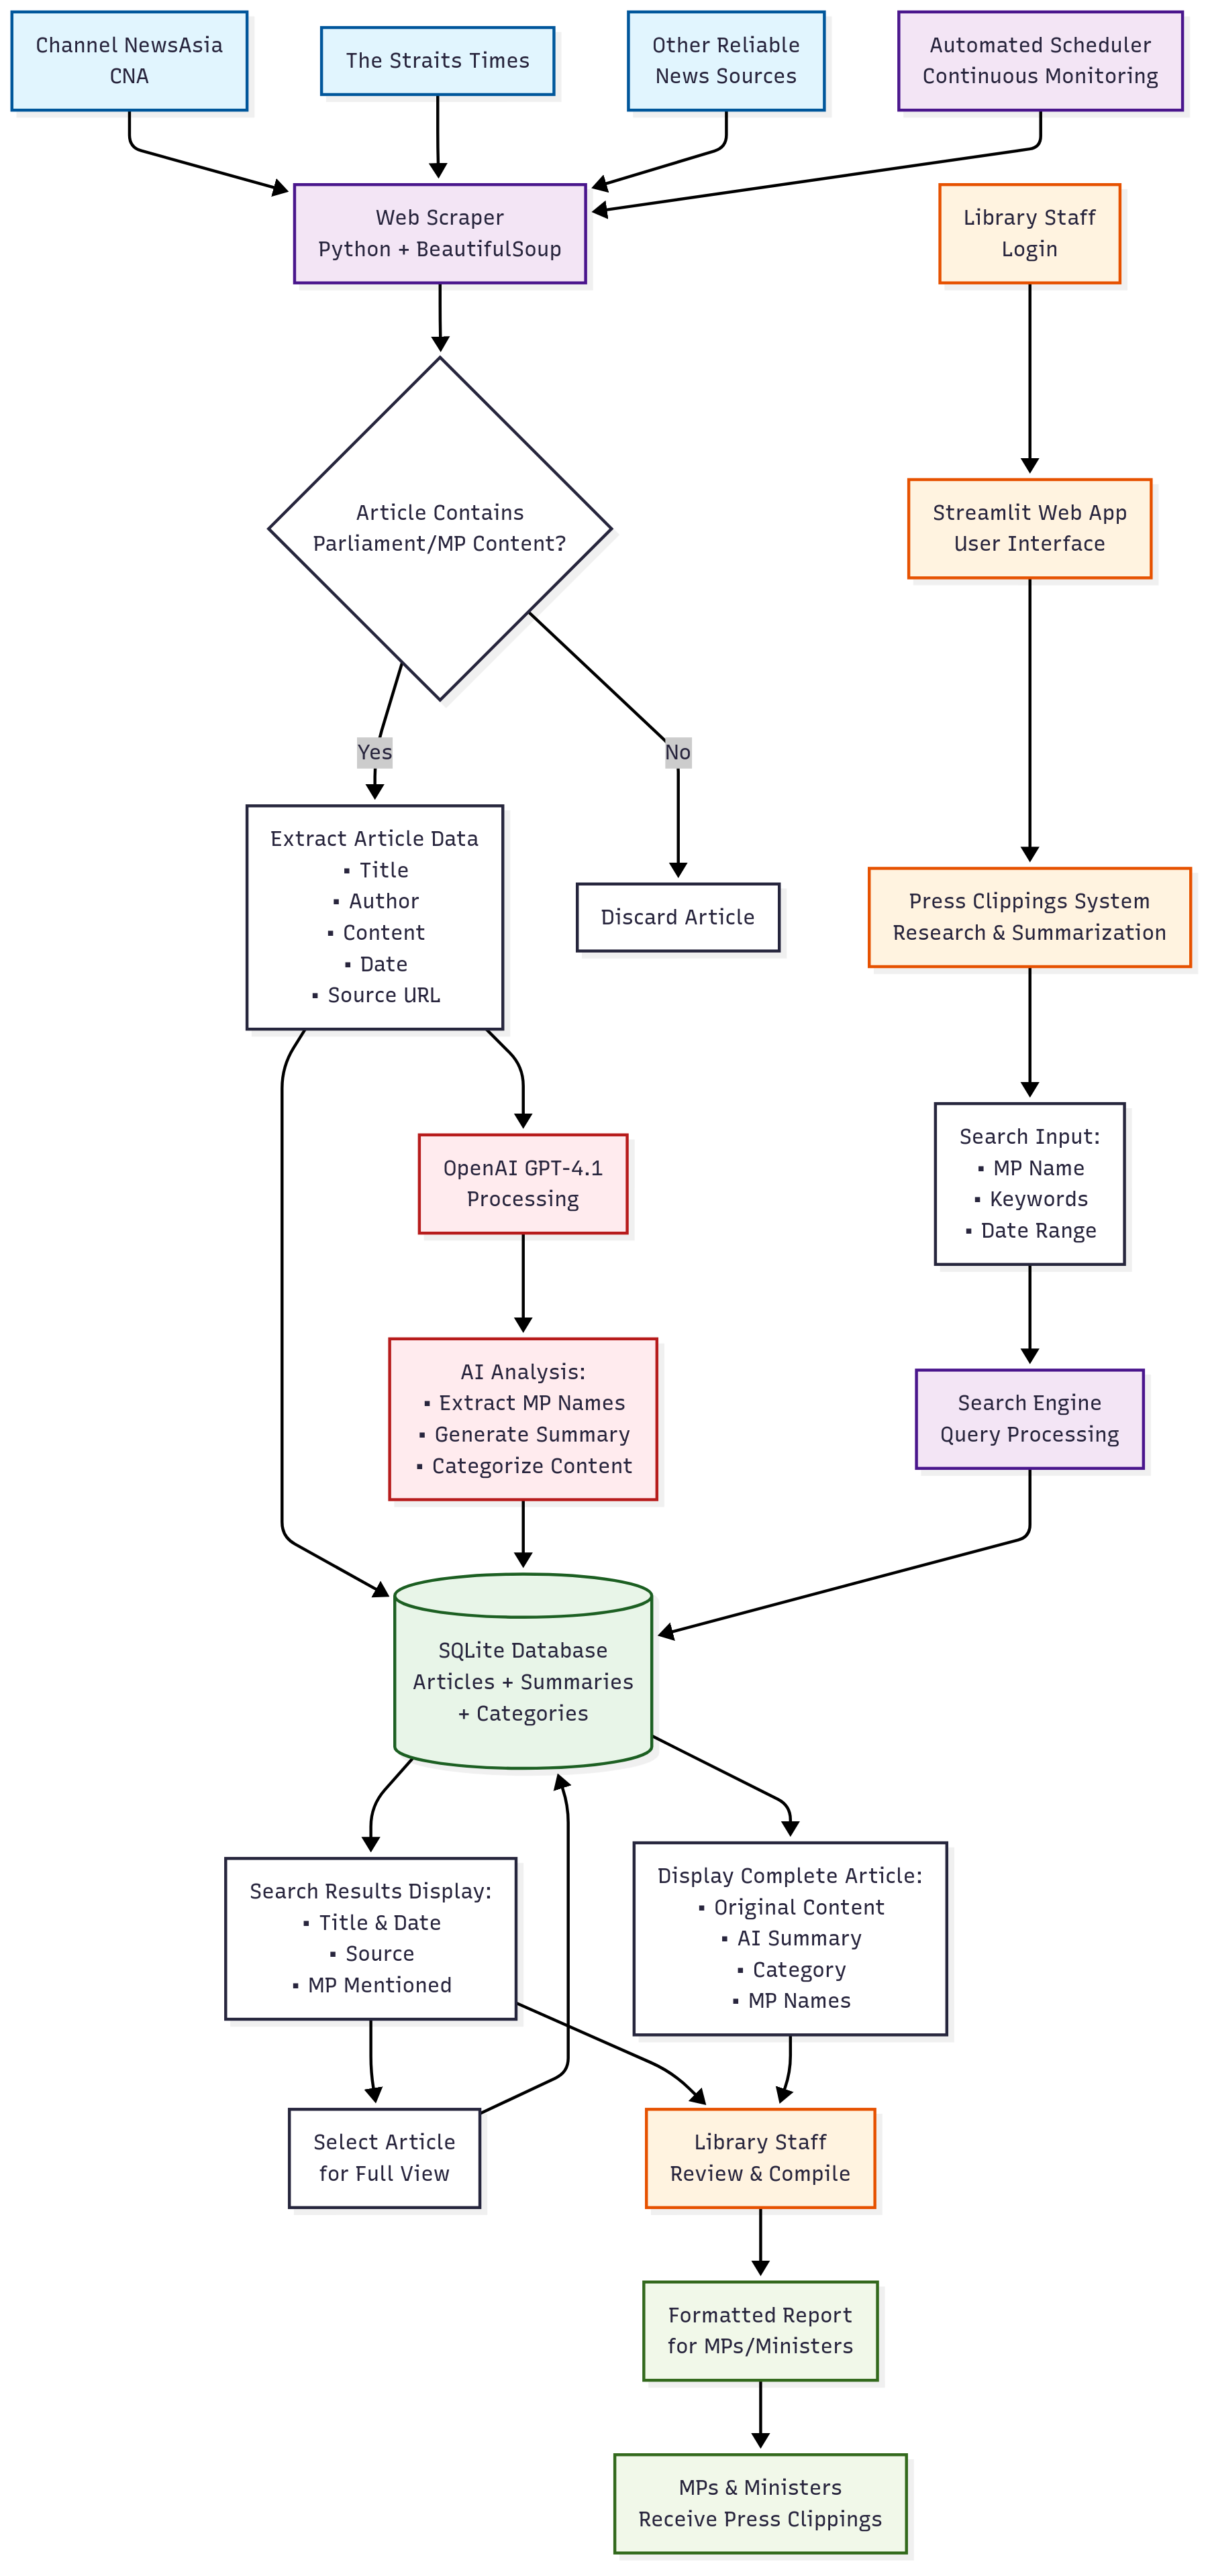 Channel NewsAsia
CNA
The Straits Times
Other Reliable
News Sources
Automated Scheduler
Continuous Monitoring
Web Scraper
Python + BeautifulSoup
Library Staff
Login
Article Contains
Parliament/MP Content?
Streamlit Web App
User Interface
Yes
No
Extract Article Data
▪ Title
▪ Author
▪ Content
▪ Date
▪ Source URL
Discard Article
Press Clippings System
Research & Summarization
OpenAI GPT-4.1
Processing
Search Input:
▪ MP Name
▪ Keywords
▪ Date Range
AI Analysis:
▪ Extract MP Names
▪ Generate Summary
▪ Categorize Content
Search Engine
Query Processing
SQLite Database
Articles + Summaries
+ Categories
Search Results Display:
▪ Title & Date
▪ Source
▪ MP Mentioned
Display Complete Article:
▪ Original Content
▪ AI Summary
▪ Category
▪ MP Names
Select Article
for Full View
Library Staff
Review & Compile
Formatted Report
for MPs/Ministers
MPs & Ministers
Receive Press Clippings